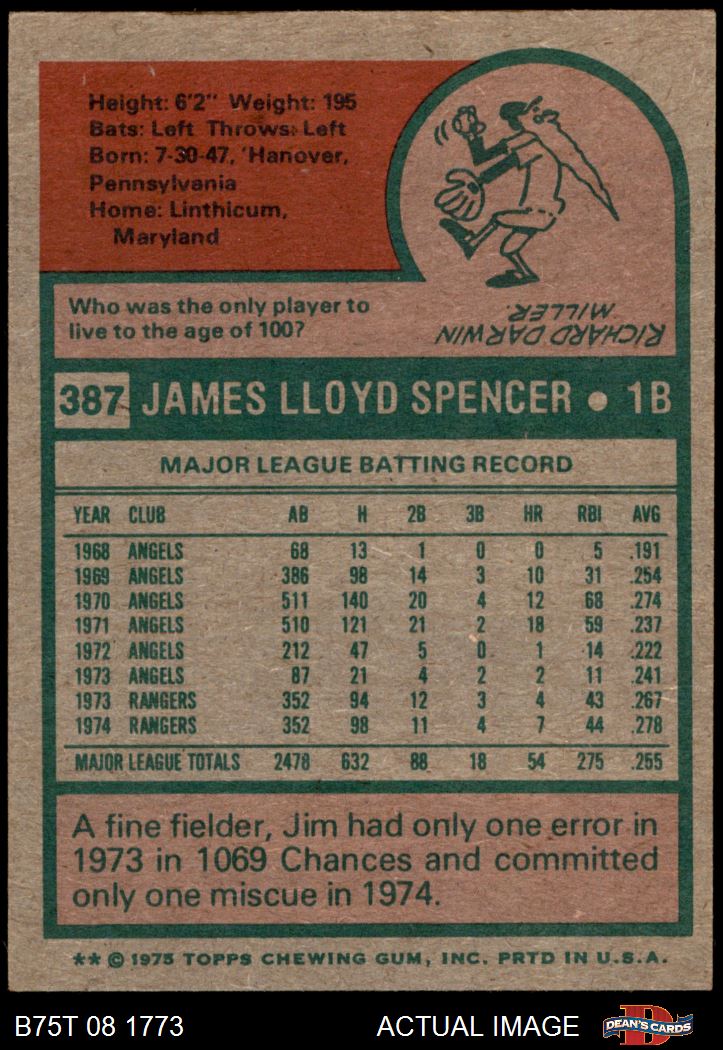 Height: 6'2" Weight: 195
Bats: Left Throws: Left
Born: 7-30-47, 'Hanover,
Pennsylvania
Home: Linthicum,
Maryland
Who was the only player to
live to the age of 100?
RICHARD DARWIN
MILLER.
387 JAMES LLOYD SPENCER • 1B
MAJOR LEAGUE BATTING RECORD
YEAR CLUB AB H 2B 3B HR RBI AVG
1968 ANGELS 68 13 1 0 0 5 .191
1969 ANGELS 386 98 14 3 10 31 .254
1970 ANGELS 511 140 20 4 12 68 .274
1971 ANGELS 510 121 21 2 18 59 .237
1972 ANGELS 212 47 5 0 1 14 .222
1973 ANGELS 87 21 4 2 2 11 .241
1973 RANGERS 352 94 12 3 4 43 .267
1974 RANGERS 352 98 11 4 7 44 .278
MAJOR LEAGUE TOTALS 2478 632 88 18 54 275 .255
A fine fielder, Jim had only one error in
1973 in 1069 Chances and committed
only one miscue in 1974.
** © 1975 TOPPS CHEWING GUM, INC. PRTD IN U.S.A.
B75T 08 1773 ACTUAL IMAGE D DEAN'S CARDS